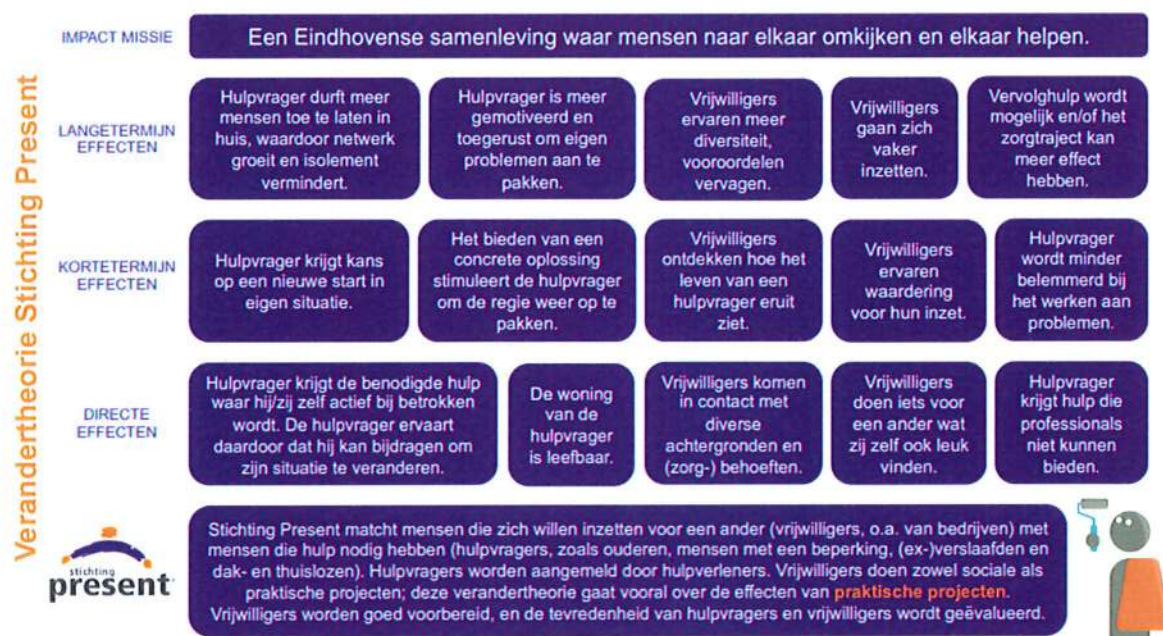 Verandertheorie Stichting Present
IMPACT MISSIE
Een Eindhovense samenleving waar mensen naar elkaar omkijken en elkaar helpen.
LANGETERMIJN
EFFECTEN
Hulpvrager durft meer
mensen toe te laten in
huis, waardoor netwerk
groeit en isolement
vermindert.
Hulpvrager is meer
gemotiveerd en
toegerust om eigen
problemen aan te
pakken.
Vrijwilligers
ervaren meer
diversiteit,
vooroordelen
vervagen.
Vrijwilligers
gaan zich
vaker
inzetten.
Vervolghulp wordt
mogelijk en/of het
zorgtraject kan
meer effect
hebben.
KORTETERMIJN
EFFECTEN
Hulpvrager krijgt kans
op een nieuwe start in
eigen situatie.
Het bieden van een
concrete oplossing
stimuleert de hulpvrager
om de regie weer op te
pakken.
Vrijwilligers
ontdekken hoe het
leven van een
hulpvrager eruit
ziet.
Vrijwilligers
ervaren
waardering
voor hun inzet.
Hulpvrager
wordt minder
belemmerd bij
het werken aan
problemen.
DIRECTE
EFFECTEN
Hulpvrager krijgt de benodigde hulp
waar hij/zij zelf actief bij betrokken
wordt. De hulpvrager ervaart
daardoor dat hij kan bijdragen om
zijn situatie te veranderen.
De woning
van de
hulpvrager
is leefbaar.
Vrijwilligers komen
in contact met
diverse
achtergronden en
(zorg-) behoeften.
Vrijwilligers
doen iets voor
een ander wat
zij zelf ook leuk
vinden.
Hulpvrager
krijgt hulp die
professionals
niet kunnen
bieden.
stichting
present
Stichting Present matcht mensen die zich willen inzetten voor een ander (vrijwilligers, o.a. van bedrijven) met
mensen die hulp nodig hebben (hulpvragers, zoals ouderen, mensen met een beperking, (ex-)verslaafden en
dak- en thuislozen). Hulpvragers worden aangemeld door hulpverleners. Vrijwilligers doen zowel sociale als
praktische projecten; deze verandertheorie gaat vooral over de effecten van praktische projecten.
Vrijwilligers worden goed voorbereid, en de tevredenheid van hulpvragers en vrijwilligers wordt geëvalueerd.